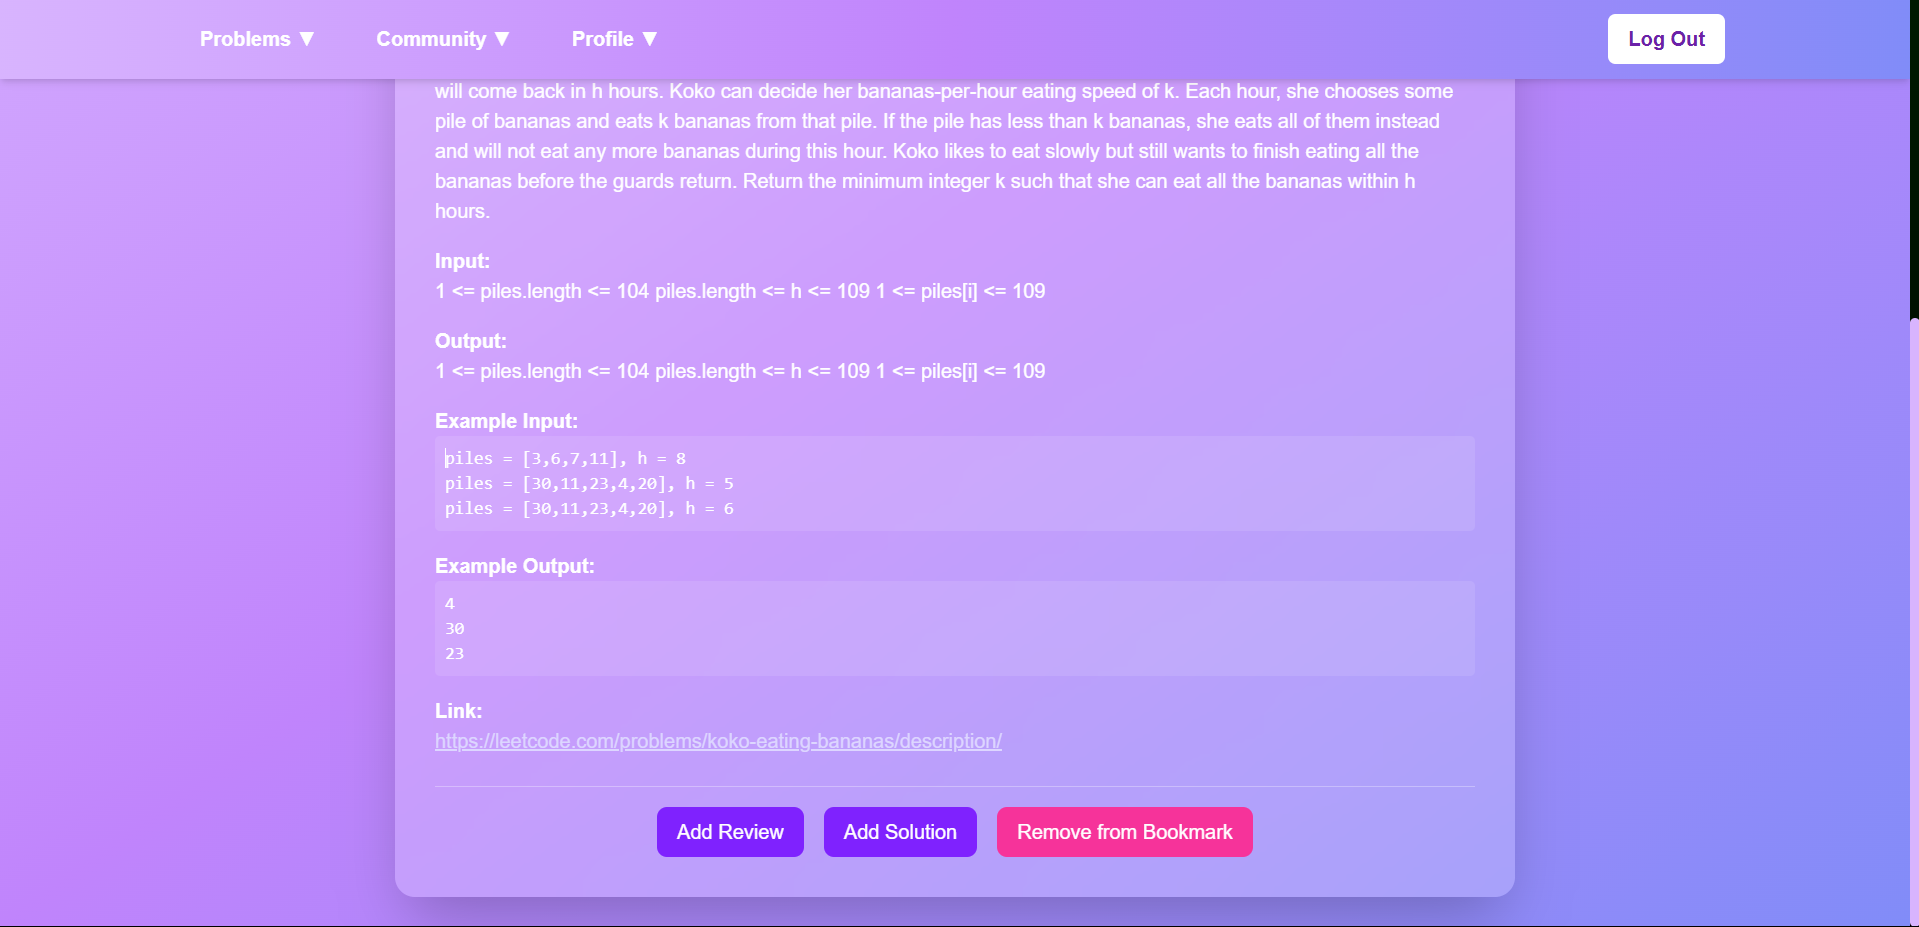 Problems ▼ Community ▼ Profile ▼ Log Out
will come back in h hours. Koko can decide her bananas-per-hour eating speed of k. Each hour, she chooses some
pile of bananas and eats k bananas from that pile. If the pile has less than k bananas, she eats all of them instead
and will not eat any more bananas during this hour. Koko likes to eat slowly but still wants to finish eating all the
bananas before the guards return. Return the minimum integer k such that she can eat all the bananas within h
hours.
Input:
1 <= piles.length <= 104 piles.length <= h <= 109 1 <= piles[i] <= 109
Output:
1 <= piles.length <= 104 piles.length <= h <= 109 1 <= piles[i] <= 109
Example Input:
piles = [3,6,7,11], h = 8
piles = [30,11,23,4,20], h = 5
piles = [30,11,23,4,20], h = 6
Example Output:
4
30
23
Link:
https://leetcode.com/problems/koko-eating-bananas/description/
Add Review Add Solution Remove from Bookmark